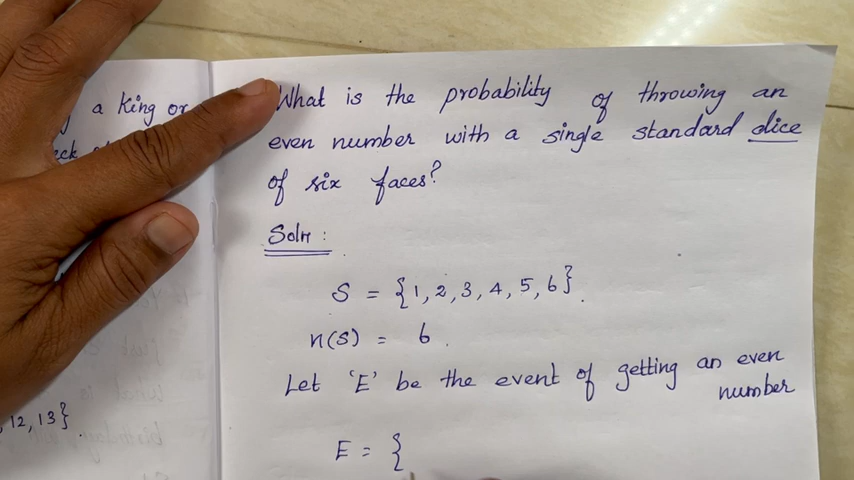 a King or
What is the probability of throwing an
even number with a single standard dice
of six faces?
Soln :
S = {1, 2, 3, 4, 5, 6}.
n(S) = 6.
Let 'E' be the event of getting an even
number
, 12, 13}.
E = {